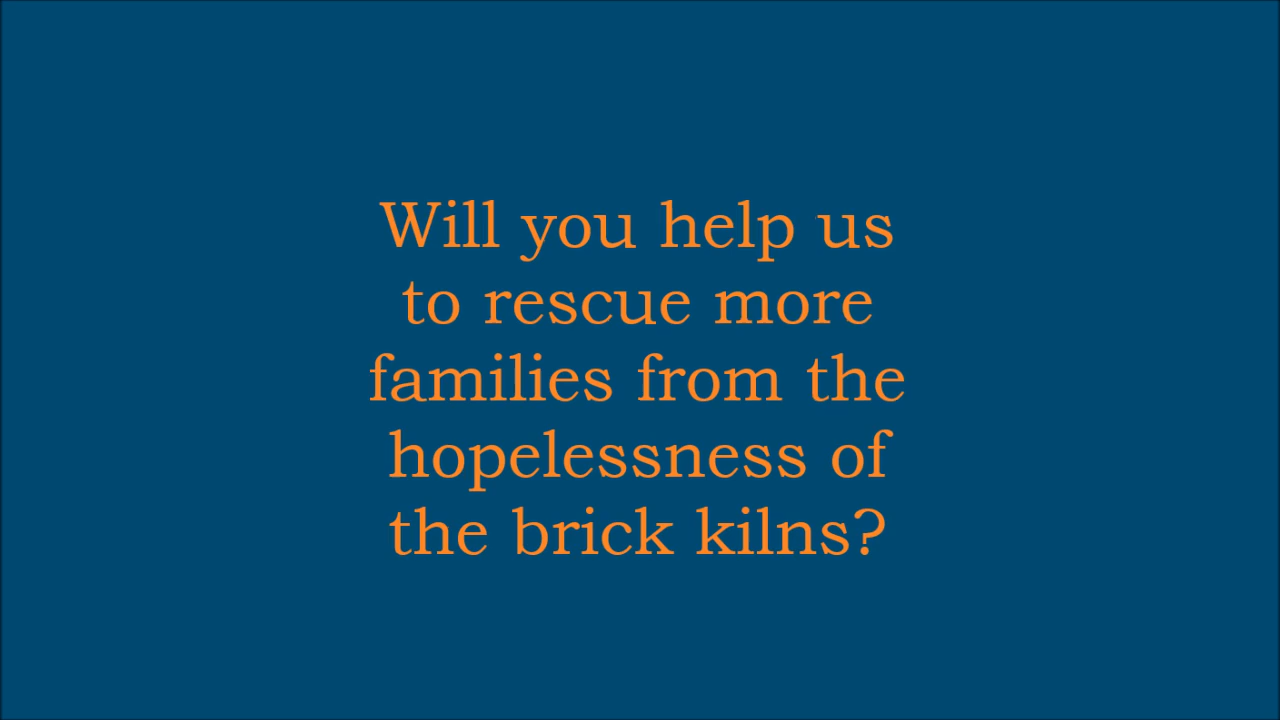 Will you help us
to rescue more
families from the
hopelessness of
the brick kilns?